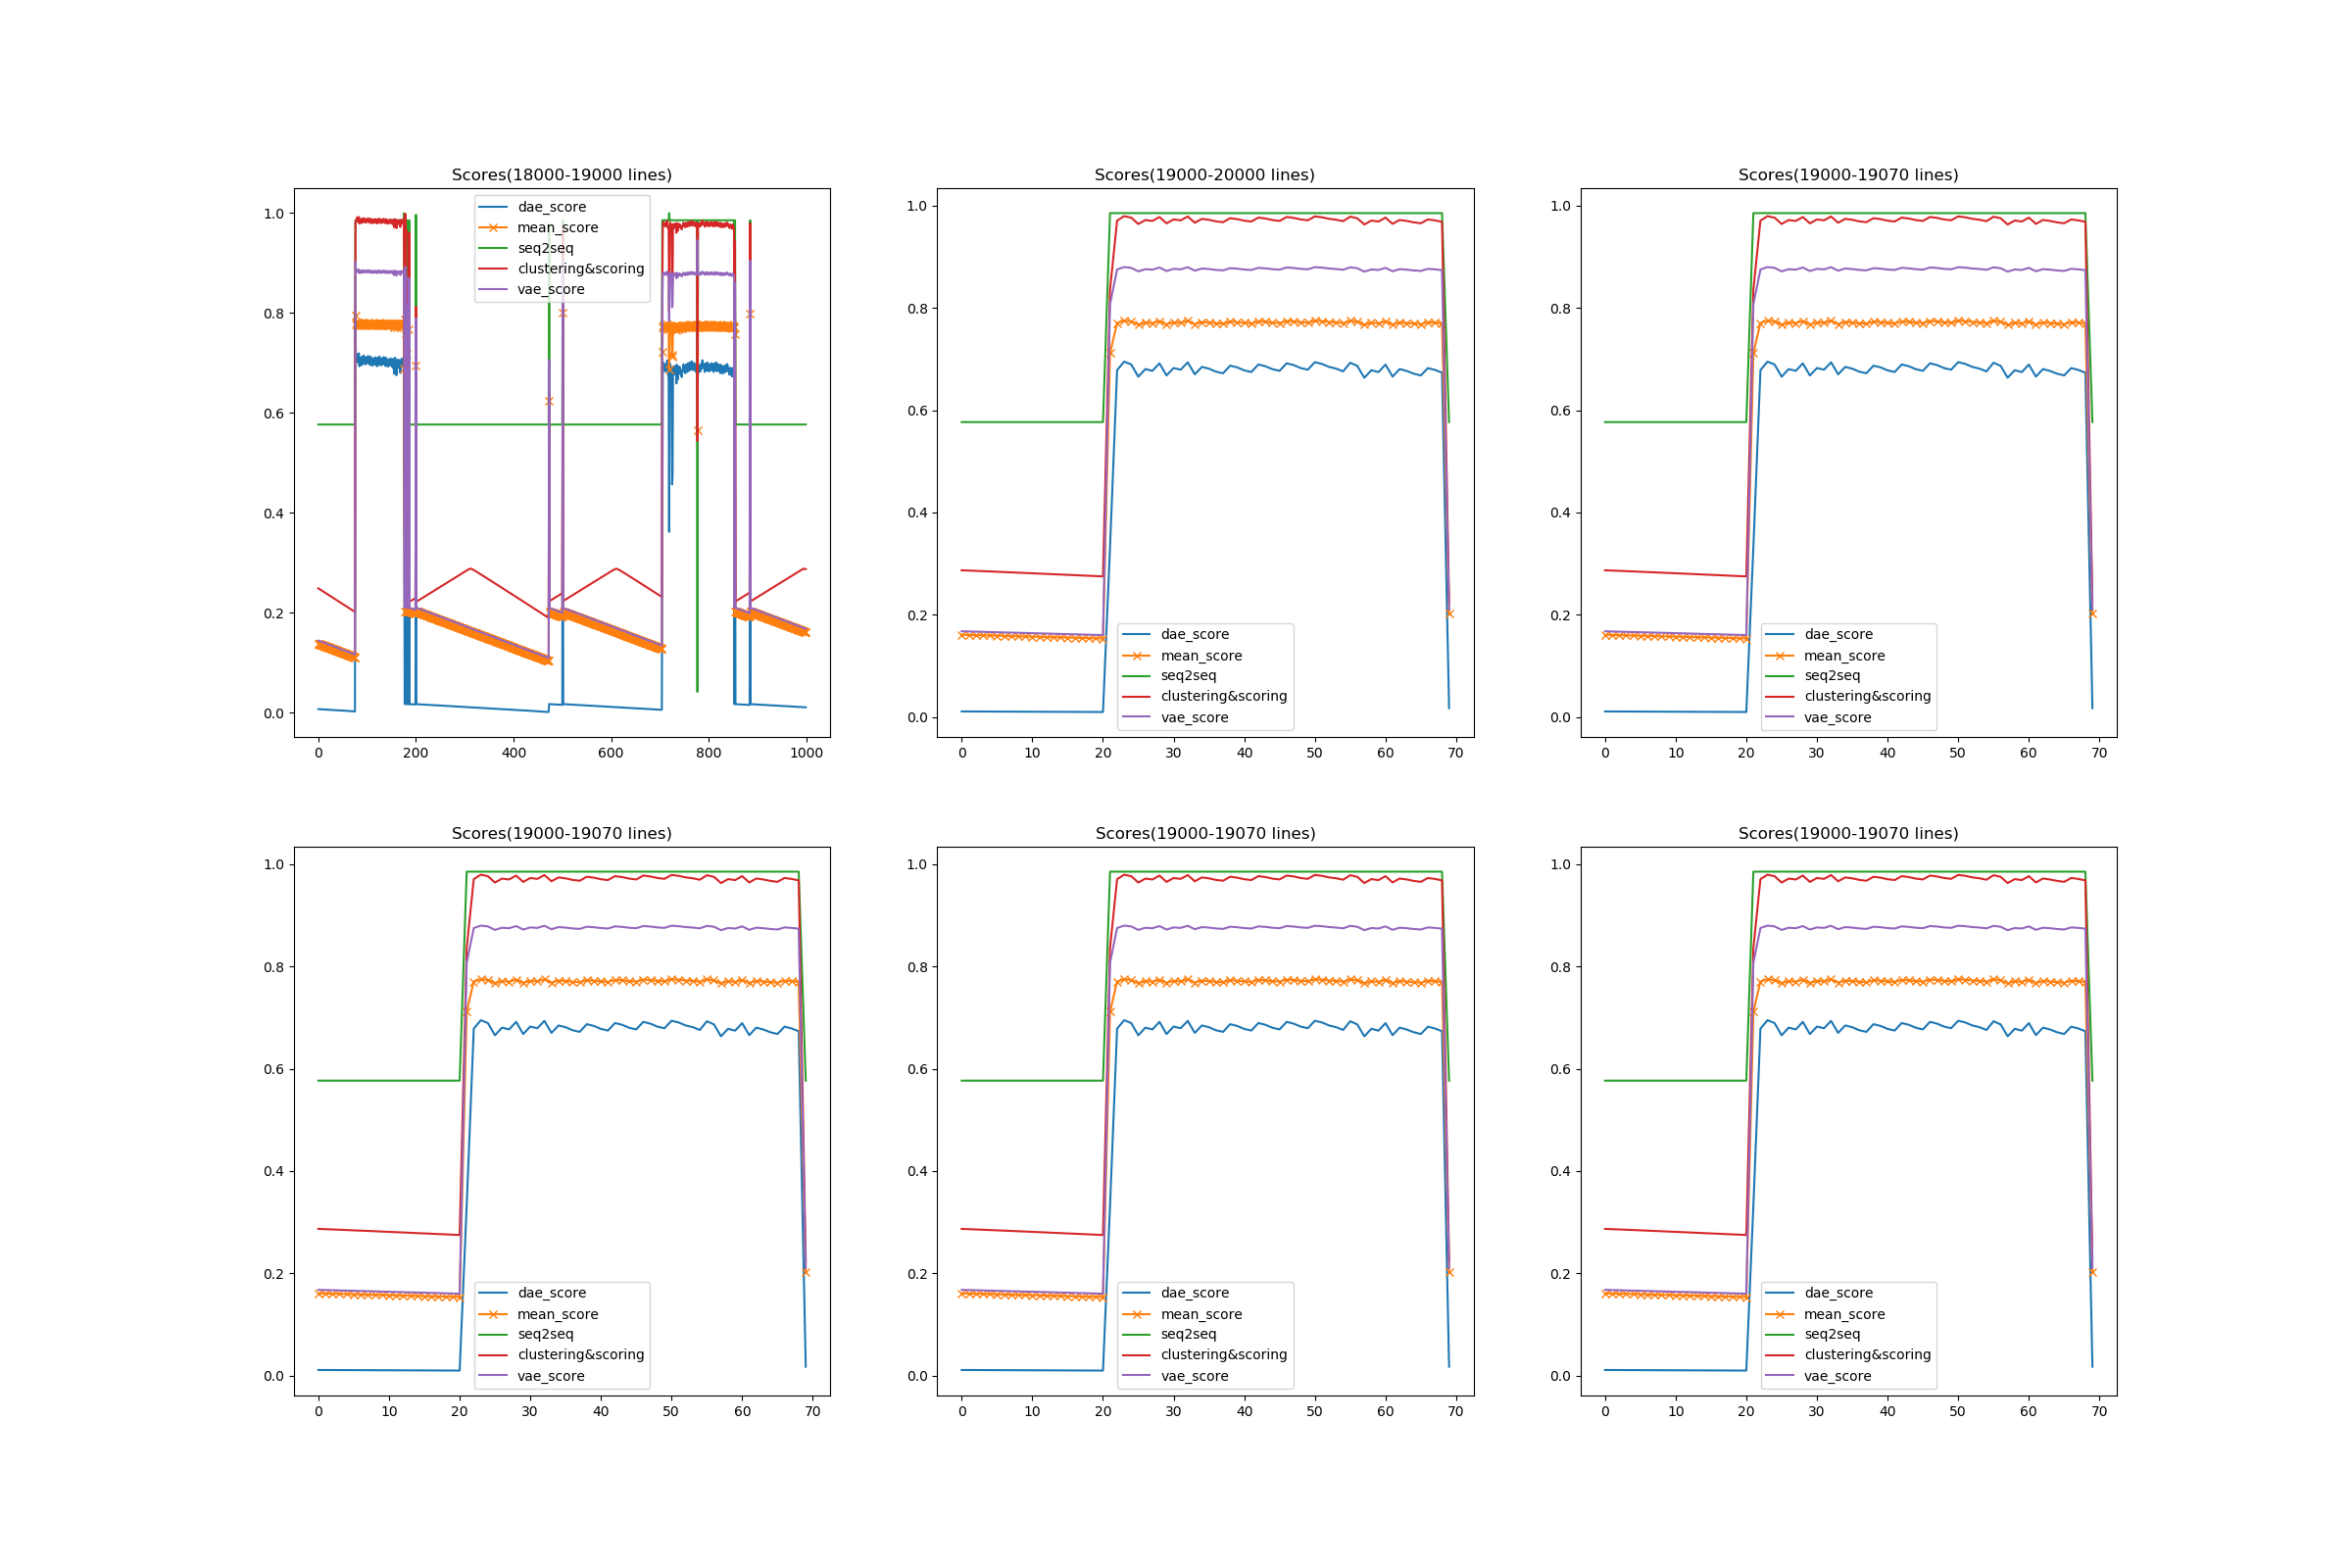 Scores(18000-19000 lines)
1.0
0.8
0.6
0.4
0.2
0.0
0 200 400 600 800 1000
dae_score
mean_score
seq2seq
clustering&scoring
vae_score
Scores(19000-20000 lines)
1.0
0.8
0.6
0.4
0.2
0.0
0 10 20 30 40 50 60 70
dae_score
mean_score
seq2seq
clustering&scoring
vae_score
Scores(19000-19070 lines)
1.0
0.8
0.6
0.4
0.2
0.0
0 10 20 30 40 50 60 70
dae_score
mean_score
seq2seq
clustering&scoring
vae_score
Scores(19000-19070 lines)
1.0
0.8
0.6
0.4
0.2
0.0
0 10 20 30 40 50 60 70
dae_score
mean_score
seq2seq
clustering&scoring
vae_score
Scores(19000-19070 lines)
1.0
0.8
0.6
0.4
0.2
0.0
0 10 20 30 40 50 60 70
dae_score
mean_score
seq2seq
clustering&scoring
vae_score
Scores(19000-19070 lines)
1.0
0.8
0.6
0.4
0.2
0.0
0 10 20 30 40 50 60 70
dae_score
mean_score
seq2seq
clustering&scoring
vae_score